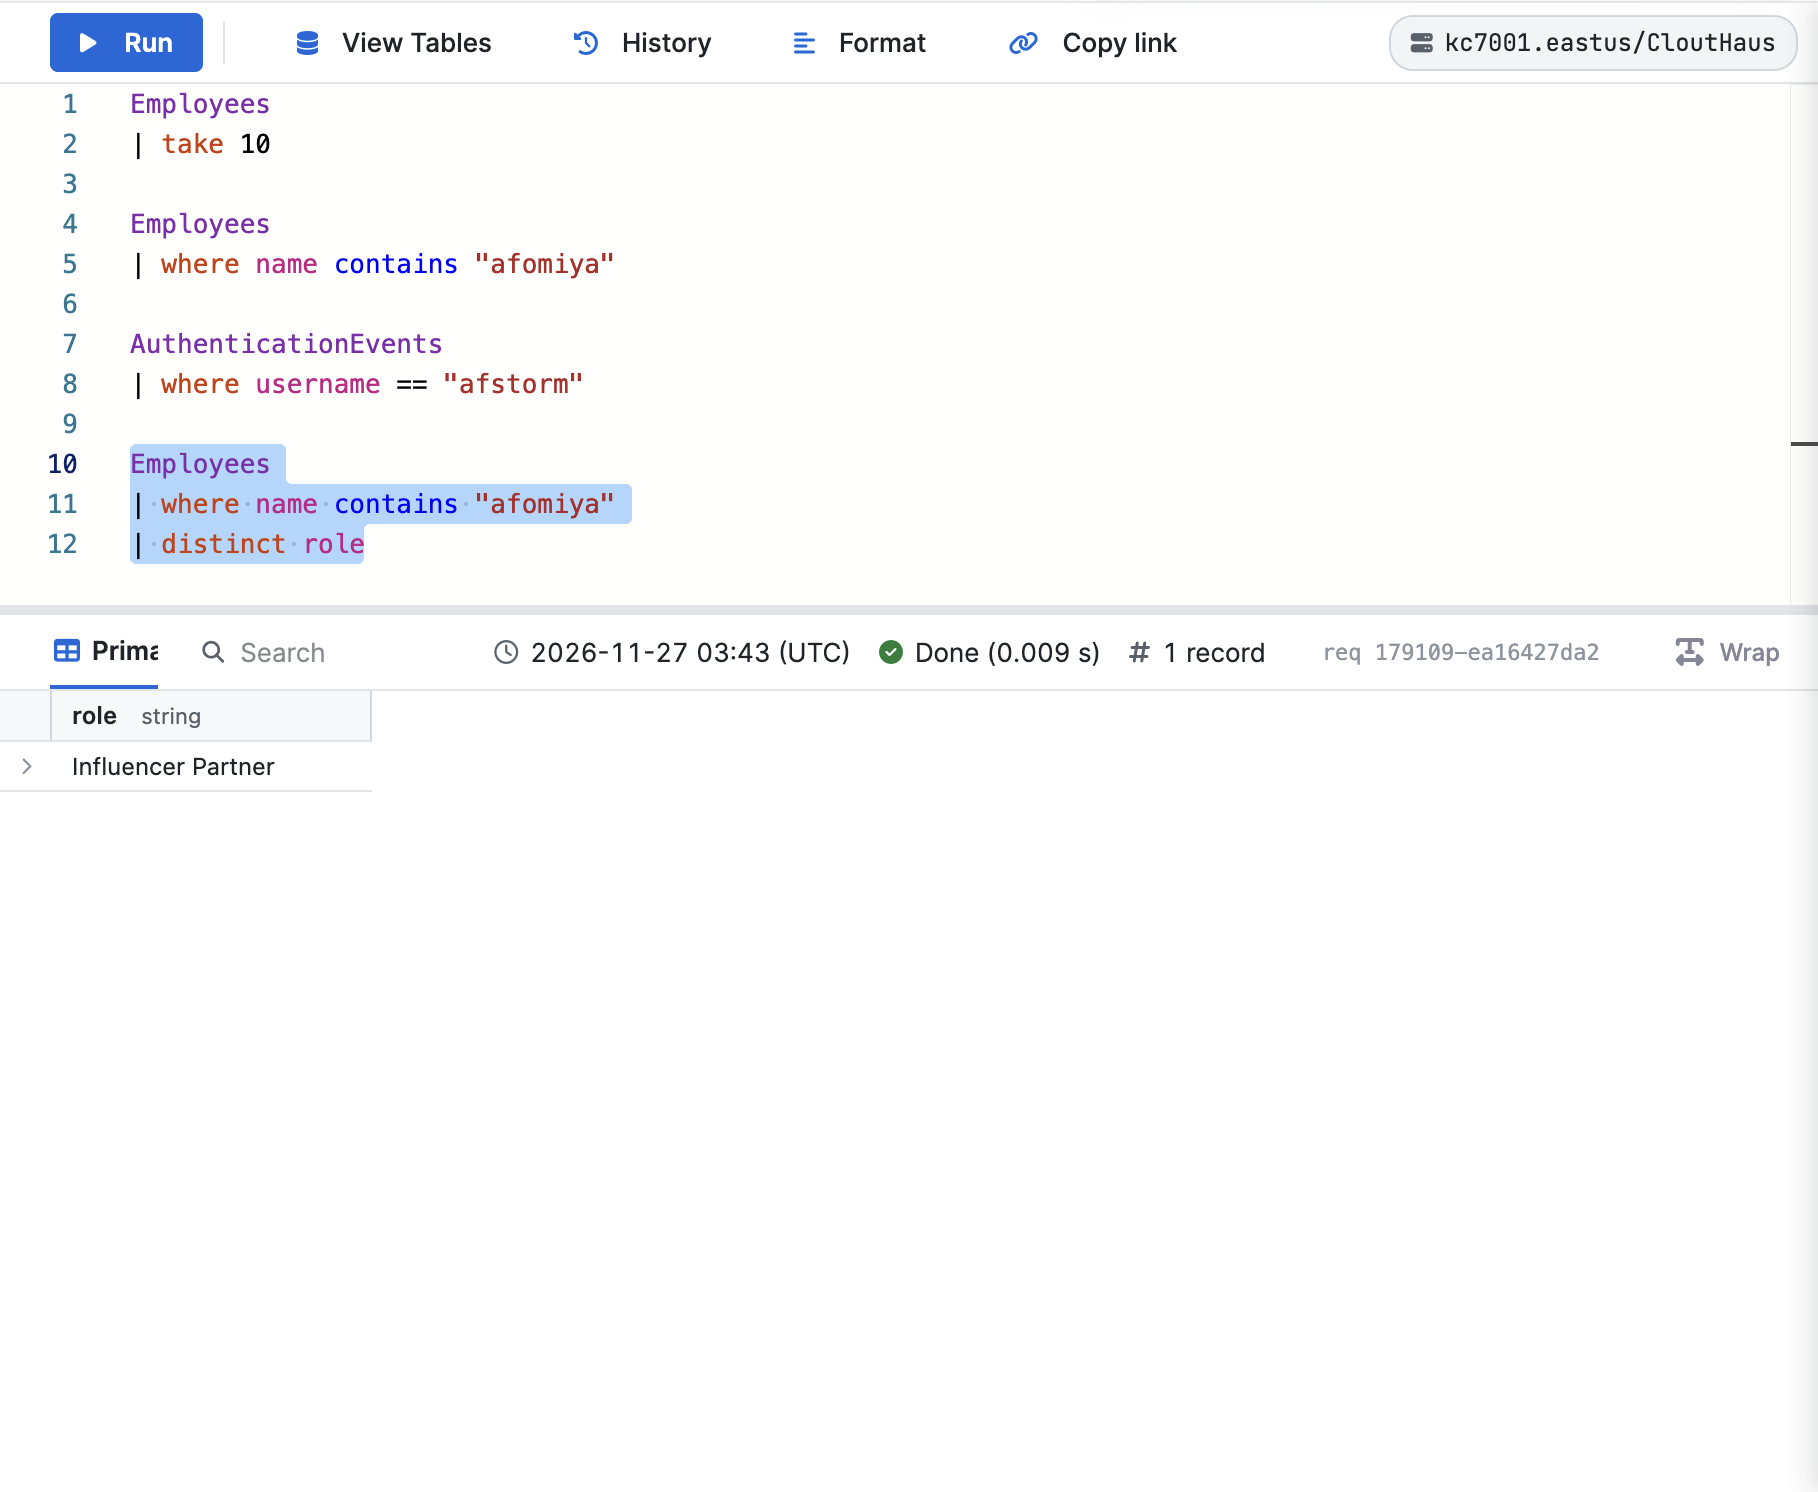 Run View Tables History Format Copy link kc7001.eastus/CloutHaus
1 Employees
2 | take 10
3
4 Employees
5 | where name contains "afomiya"
6
7 AuthenticationEvents
8 | where username == "afstorm"
9
10 Employees
11 | where name contains "afomiya"
12 | distinct role
Prima Search 2026-11-27 03:43 (UTC) Done (0.009 s) # 1 record req 179109-ea16427da2 Wrap
role string
Influencer Partner